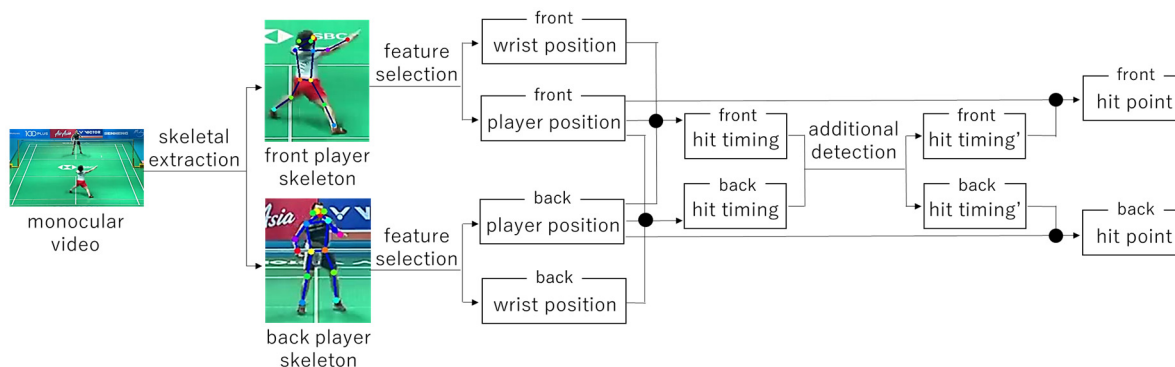 skeletal
extraction
monocular
video
SBC
front player
skeleton
Asia
back player
skeleton
feature
selection
feature
selection
front
wrist position
front
player position
back
player position
back
wrist position
front
hit timing
back
hit timing
additional
detection
front
hit timing'
back
hit timing'
front
hit point
back
hit point